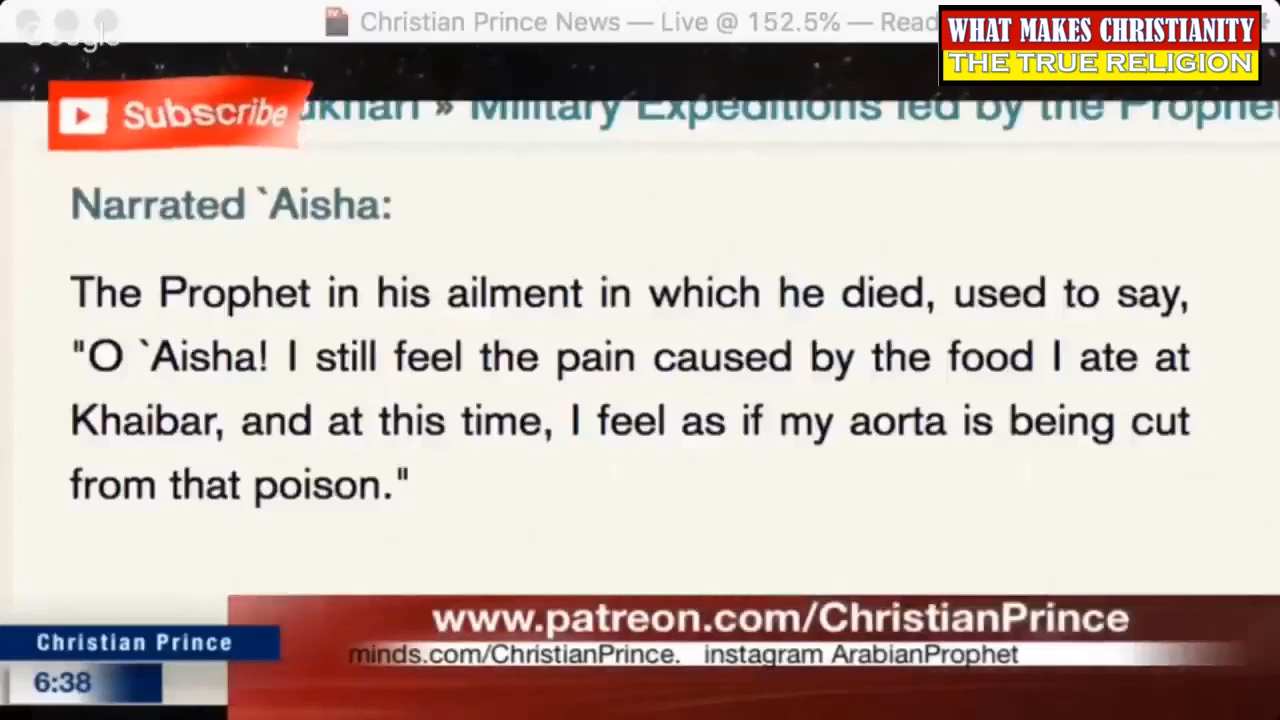 Christian Prince News — Live @ 152.5% — Read
Google
WHAT MAKES CHRISTIANITY
THE TRUE RELIGION
Subscribe
ukhari » Military Expeditions led by the Prophe
Narrated `Aisha:
The Prophet in his ailment in which he died, used to say,
"O `Aisha! I still feel the pain caused by the food I ate at
Khaibar, and at this time, I feel as if my aorta is being cut
from that poison."
www.patreon.com/ChristianPrince
Christian Prince
minds.com/ChristianPrince. instagram ArabianProphet
6:38